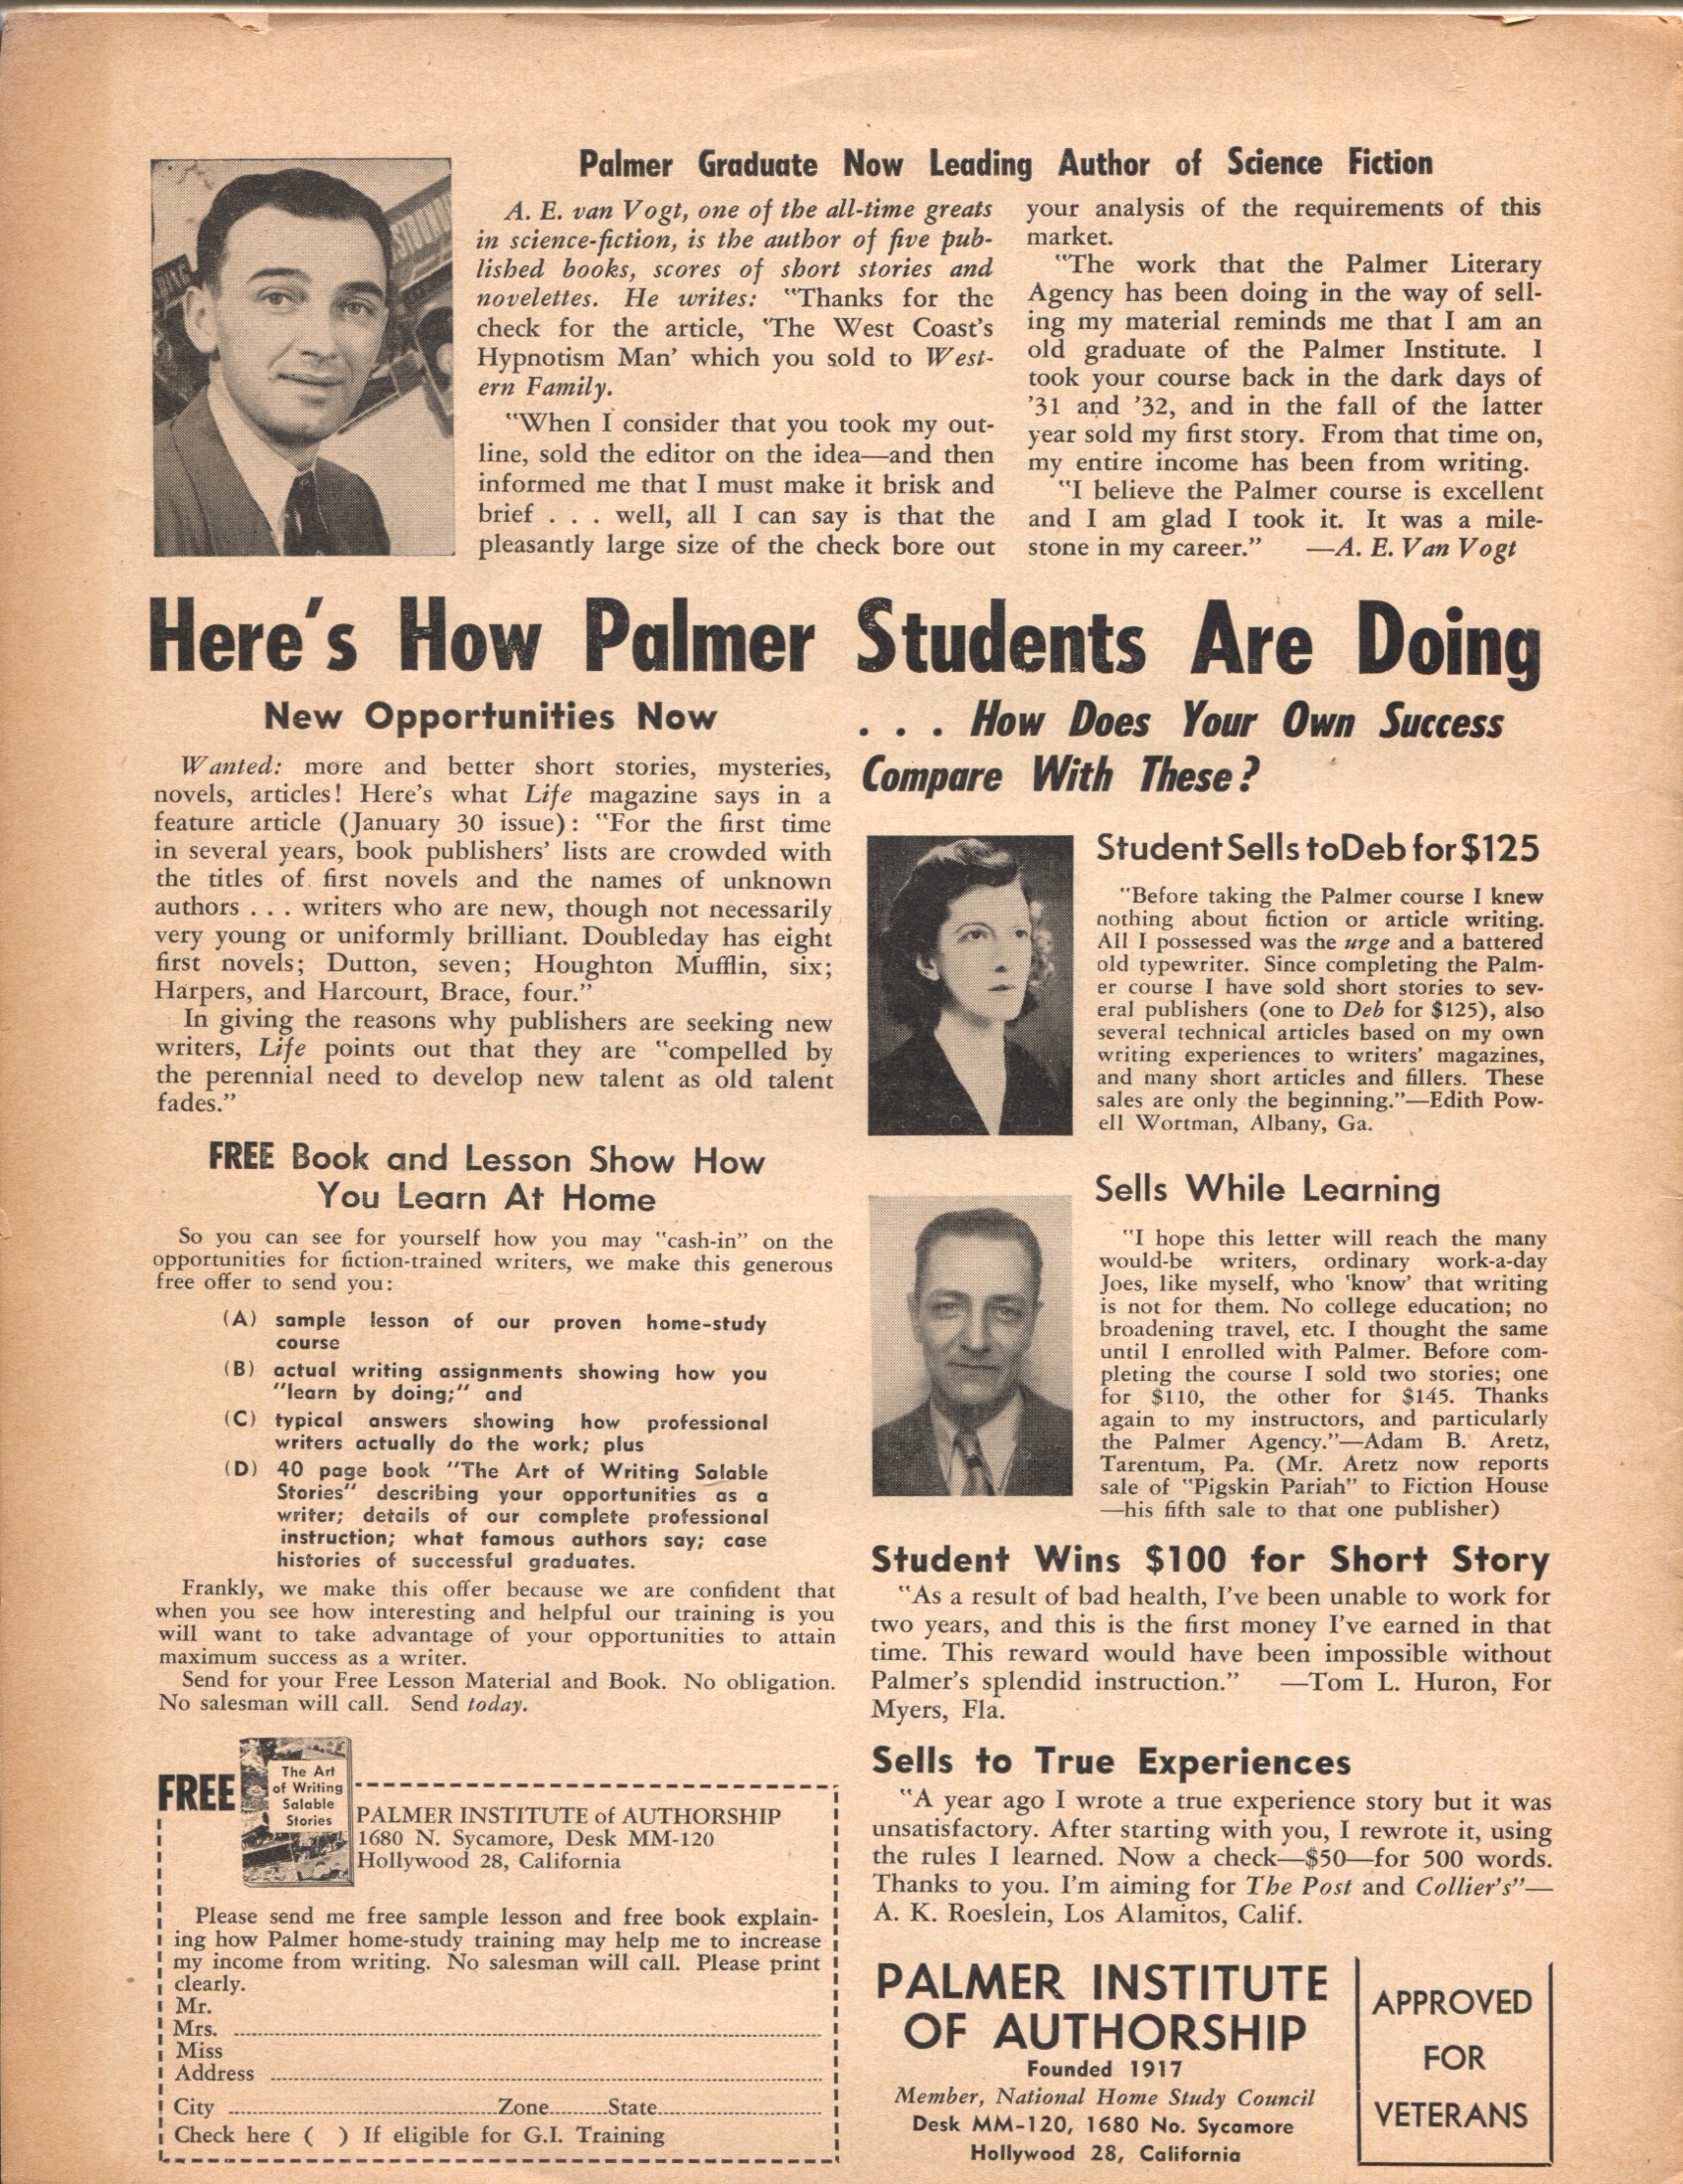 Palmer Graduate Now Leading Author of Science Fiction
A. E. van Vogt, one of the all-time greats
in science-fiction, is the author of five pub-
lished books, scores of short stories and
novelettes. He writes: "Thanks for the
check for the article, 'The West Coast's
Hypnotism Man' which you sold to West-
ern Family.
"When I consider that you took my out-
line, sold the editor on the idea—and then
informed me that I must make it brisk and
brief . . . well, all I can say is that the
pleasantly large size of the check bore out
your analysis of the requirements of this
market.
"The work that the Palmer Literary
Agency has been doing in the way of sell-
ing my material reminds me that I am an
old graduate of the Palmer Institute. I
took your course back in the dark days of
'31 and '32, and in the fall of the latter
year sold my first story. From that time on,
my entire income has been from writing.
"I believe the Palmer course is excellent
and I am glad I took it. It was a mile-
stone in my career." —A. E. Van Vogt
Here's How Palmer Students Are Doing
New Opportunities Now
Wanted: more and better short stories, mysteries,
novels, articles! Here's what Life magazine says in a
feature article (January 30 issue): "For the first time
in several years, book publishers' lists are crowded with
the titles of first novels and the names of unknown
authors . . . writers who are new, though not necessarily
very young or uniformly brilliant. Doubleday has eight
first novels; Dutton, seven; Houghton Mufflin, six;
Harpers, and Harcourt, Brace, four."
In giving the reasons why publishers are seeking new
writers, Life points out that they are "compelled by
the perennial need to develop new talent as old talent
fades."
FREE Book and Lesson Show How
You Learn At Home
So you can see for yourself how you may "cash-in" on the
opportunities for fiction-trained writers, we make this generous
free offer to send you:
(A) sample lesson of our proven home-study
course
(B) actual writing assignments showing how you
"learn by doing;" and
(C) typical answers showing how professional
writers actually do the work; plus
(D) 40 page book "The Art of Writing Salable
Stories" describing your opportunities as a
writer; details of our complete professional
instruction; what famous authors say; case
histories of successful graduates.
Frankly, we make this offer because we are confident that
when you see how interesting and helpful our training is you
will want to take advantage of your opportunities to attain
maximum success as a writer.
Send for your Free Lesson Material and Book. No obligation.
No salesman will call. Send today.
FREE
The Art
of Writing
Salable
Stories
PALMER INSTITUTE of AUTHORSHIP
1680 N. Sycamore, Desk MM-120
Hollywood 28, California
Please send me free sample lesson and free book explain-
ing how Palmer home-study training may help me to increase
my income from writing. No salesman will call. Please print
clearly.
Mr.
Mrs.
Miss
Address
City Zone State
Check here ( ) If eligible for G.I. Training
. . . How Does Your Own Success
Compare With These?
Student Sells to Deb for $125
"Before taking the Palmer course I knew
nothing about fiction or article writing.
All I possessed was the urge and a battered
old typewriter. Since completing the Palm-
er course I have sold short stories to sev-
eral publishers (one to Deb for $125), also
several technical articles based on my own
writing experiences to writers' magazines,
and many short articles and fillers. These
sales are only the beginning."—Edith Pow-
ell Wortman, Albany, Ga.
Sells While Learning
"I hope this letter will reach the many
would-be writers, ordinary work-a-day
Joes, like myself, who 'know' that writing
is not for them. No college education; no
broadening travel, etc. I thought the same
until I enrolled with Palmer. Before com-
pleting the course I sold two stories; one
for $110, the other for $145. Thanks
again to my instructors, and particularly
the Palmer Agency."—Adam B. Aretz,
Tarentum, Pa. (Mr. Aretz now reports
sale of "Pigskin Pariah" to Fiction House
—his fifth sale to that one publisher)
Student Wins $100 for Short Story
"As a result of bad health, I've been unable to work for
two years, and this is the first money I've earned in that
time. This reward would have been impossible without
Palmer's splendid instruction." —Tom L. Huron, For
Myers, Fla.
Sells to True Experiences
"A year ago I wrote a true experience story but it was
unsatisfactory. After starting with you, I rewrote it, using
the rules I learned. Now a check—$50—for 500 words.
Thanks to you. I'm aiming for The Post and Collier's"—
A. K. Roeslein, Los Alamitos, Calif.
PALMER INSTITUTE
OF AUTHORSHIP
Founded 1917
Member, National Home Study Council
Desk MM-120, 1680 No. Sycamore
Hollywood 28, California
APPROVED
FOR
VETERANS